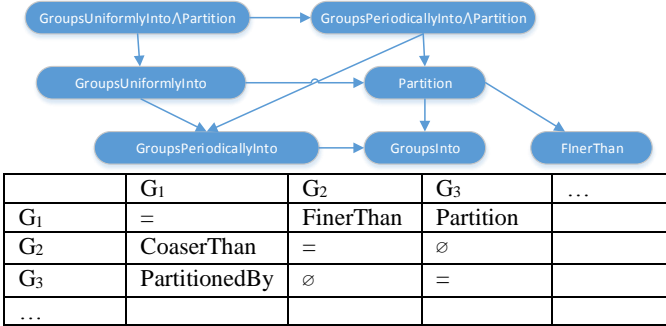 GroupsUniformlyInto/\Partition GroupsPeriodicallyInto/\Partition
GroupsUniformlyInto Partition
GroupsPeriodicallyInto GroupsInto FInerThan
G1 G2 G3 …
G1 = FinerThan Partition
G2 CoaserThan = ∅
G3 PartitionedBy ∅ =
…